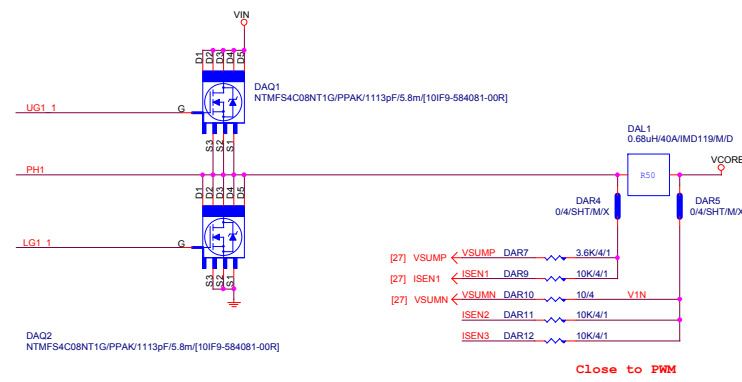 VIN
D1 D2 D3 D4 D5
DAQ1
NTMFS4C08NT1G/PPAK/1113pF/5.8m/[10IF9-584081-00R]
UG1_1
G
S3 S2 S1
DAL1
0.68uH/40A/IMD119/M/D
VCORE
PH1
R50
D1 D2 D3 D4 D5
DAR4
0/4/SHT/M/X
DAR5
0/4/SHT/M/X
LG1_1
G
S3 S2 S1
[27] VSUMP VSUMP DAR7 3.6K/4/1
[27] ISEN1 ISEN1 DAR9 10K/4/1
[27] VSUMN VSUMN DAR10 10/4 V1N
ISEN2 DAR11 10K/4/1
ISEN3 DAR12 10K/4/1
DAQ2
NTMFS4C08NT1G/PPAK/1113pF/5.8m/[10IF9-584081-00R]
Close to PWM